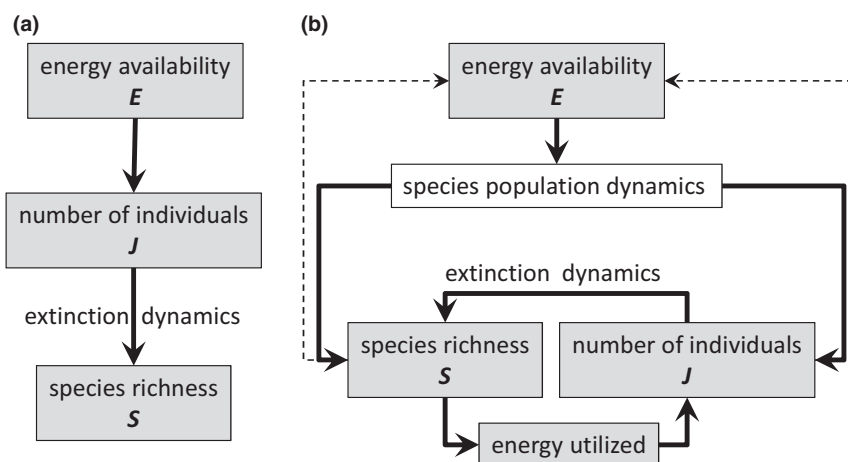 (a)
energy availability
E
number of individuals
J
extinction dynamics
species richness
S
(b)
energy availability
E
species population dynamics
extinction dynamics
species richness
S
number of individuals
J
energy utilized